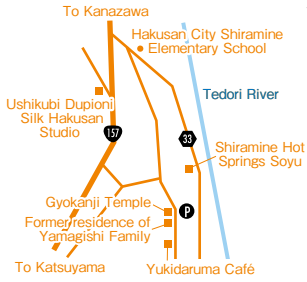 To Kanazawa
Hakusan City Shiramine
Elementary School
Tedori River
Ushikubi Dupioni
Silk Hakusan
Studio
157
33
Shiramine Hot
Springs Soyu
Gyokanji Temple
P
Former residence of
Yamagishi Family
To Katsuyama
Yukidaruma Café